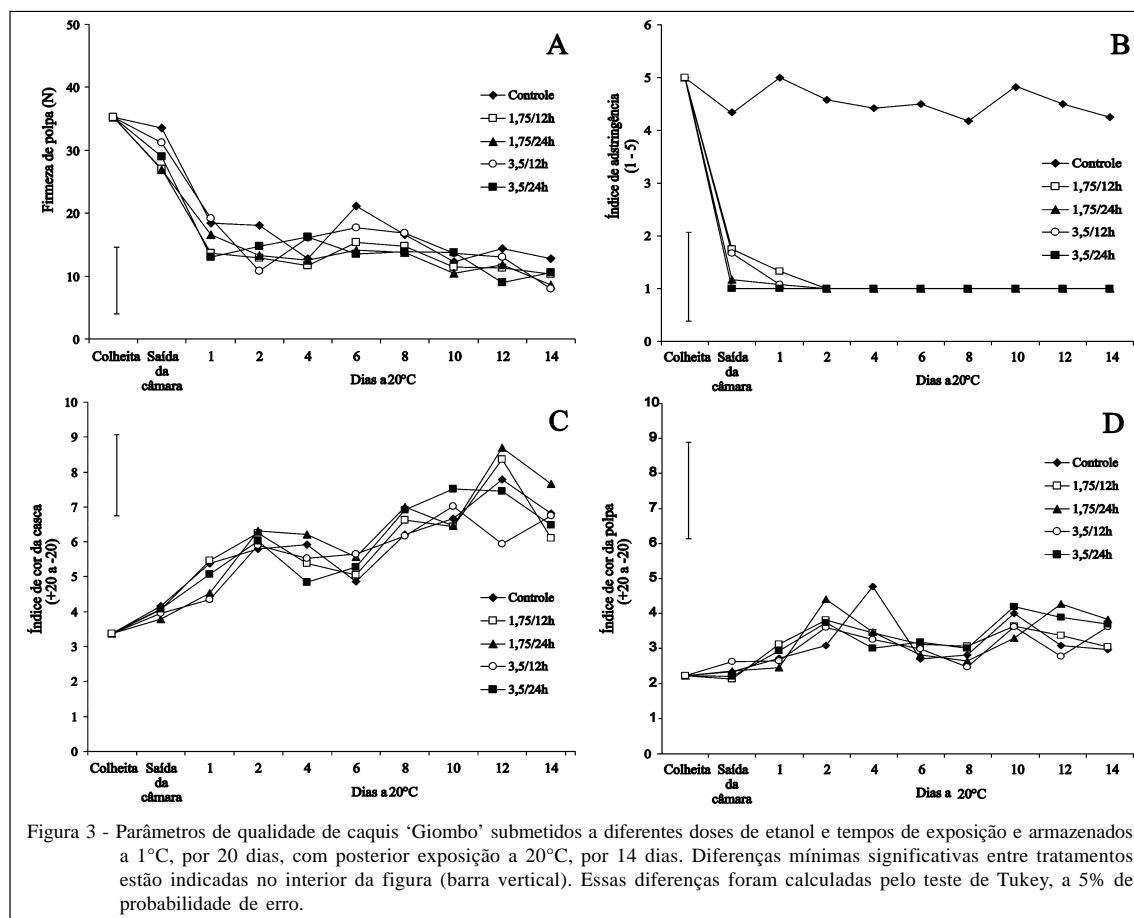 A
50
40
30
20
10
0
Firmeza de polpa (N)
Controle
1,75/12h
1,75/24h
3,5/12h
3,5/24h
Colheita Saída da câmara 1 2 4 6 8 10 12 14
Dias a 20°C
B
6
5
4
3
2
1
0
Índice de adstringência
(1 - 5)
Controle
1,75/12h
1,75/24h
3,5/12h
3,5/24h
Colheita Saída da câmara 1 2 4 6 8 10 12 14
Dias a 20°C
C
10
9
8
7
6
5
4
3
2
1
0
Índice de cor da casca
(+20 a -20)
Controle
1,75/12h
1,75/24h
3,5/12h
3,5/24h
Colheita Saída da câmara 1 2 4 6 8 10 12 14
Dias a 20°C
D
10
9
8
7
6
5
4
3
2
1
0
Índice de cor da polpa
(+20 a -20)
Controle
1,75/12h
1,75/24h
3,5/12h
3,5/24h
Colheita Saída da câmara 1 2 4 6 8 10 12 14
Dias a 20°C
Figura 3 - Parâmetros de qualidade de caquis ‘Giombo’ submetidos a diferentes doses de etanol e tempos de exposição e armazenados
a 1°C, por 20 dias, com posterior exposição a 20°C, por 14 dias. Diferenças mínimas significativas entre tratamentos
estão indicadas no interior da figura (barra vertical). Essas diferenças foram calculadas pelo teste de Tukey, a 5% de
probabilidade de erro.